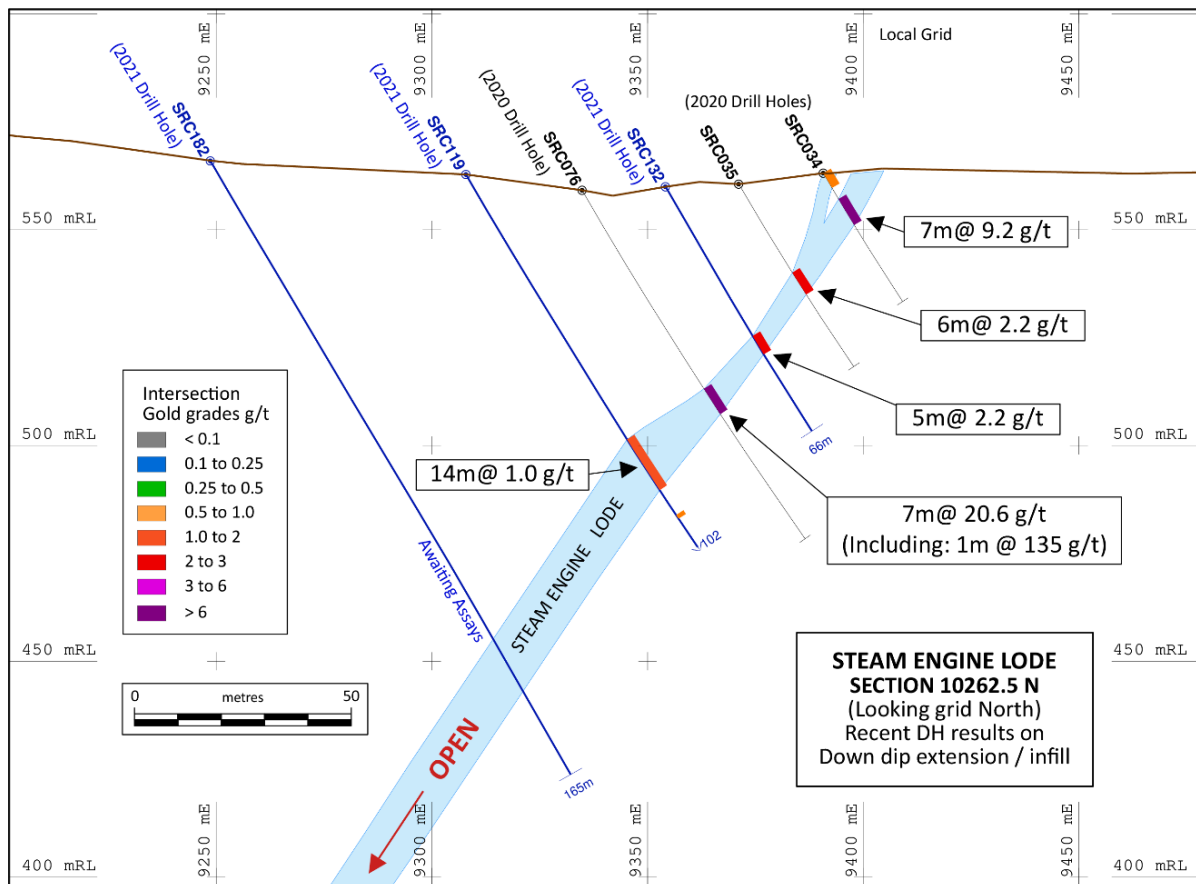 9250 mE
9300 mE
9350 mE
9400 mE
9450 mE
Local Grid
(2021 Drill Hole)
SRC182
(2021 Drill Hole)
SRC119
(2020 Drill Hole)
SRC076
(2021 Drill Hole)
SRC132
(2020 Drill Holes)
SRC035
SRC034
550 mRL
550 mRL
7m@ 9.2 g/t
6m@ 2.2 g/t
5m@ 2.2 g/t
Intersection
Gold grades g/t
< 0.1
0.1 to 0.25
0.25 to 0.5
0.5 to 1.0
1.0 to 2
2 to 3
3 to 6
> 6
500 mRL
500 mRL
66m
14m@ 1.0 g/t
7m@ 20.6 g/t
(Including: 1m @ 135 g/t)
102
STEAM ENGINE LODE
Awaiting Assays
450 mRL
450 mRL
0 metres 50
STEAM ENGINE LODE
SECTION 10262.5 N
(Looking grid North)
Recent DH results on
Down dip extension / infill
OPEN
165m
9250 mE
9300 mE
9350 mE
9400 mE
9450 mE
400 mRL
400 mRL